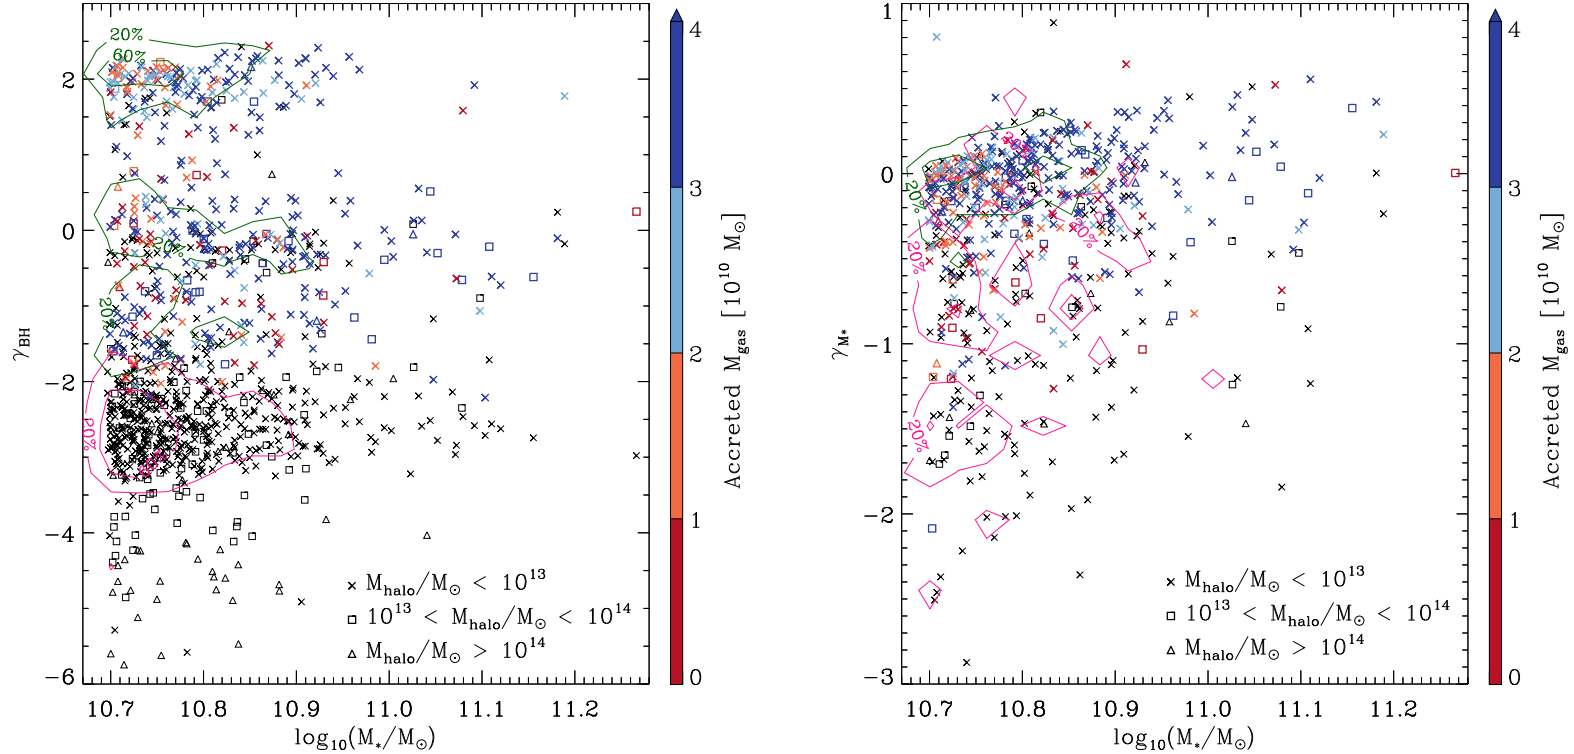 20%
60%
20%
20%
20%
2
0
−2
−4
−6
γBH
10.7 10.8 10.9 11.0 11.1 11.2
log10(M*/M⊙)
Mhalo/M⊙ < 10^13
10^13 < Mhalo/M⊙ < 10^14
Mhalo/M⊙ > 10^14
4
3
2
1
0
Accreted Mgas [10^10 M⊙]
1
0
−1
−2
−3
γM*
20%
20%
20%
20%
20%
10.7 10.8 10.9 11.0 11.1 11.2
log10(M*/M⊙)
Mhalo/M⊙ < 10^13
10^13 < Mhalo/M⊙ < 10^14
Mhalo/M⊙ > 10^14
4
3
2
1
0
Accreted Mgas [10^10 M⊙]